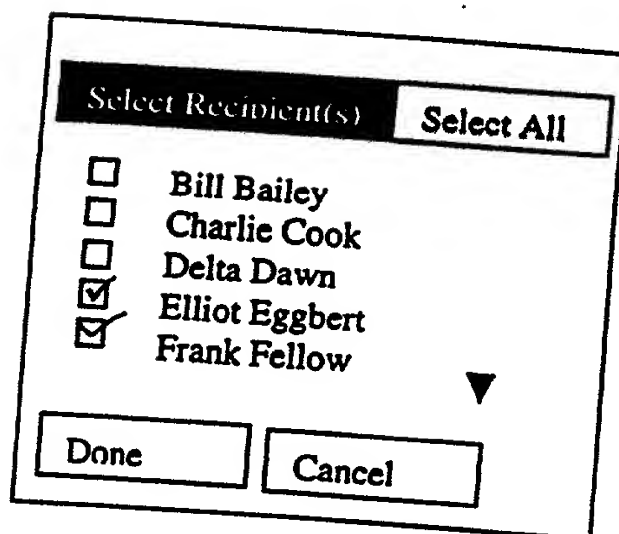 Select Recipient(s) Select All
Bill Bailey
Charlie Cook
Delta Dawn
Elliot Eggbert
Frank Fellow
Done Cancel